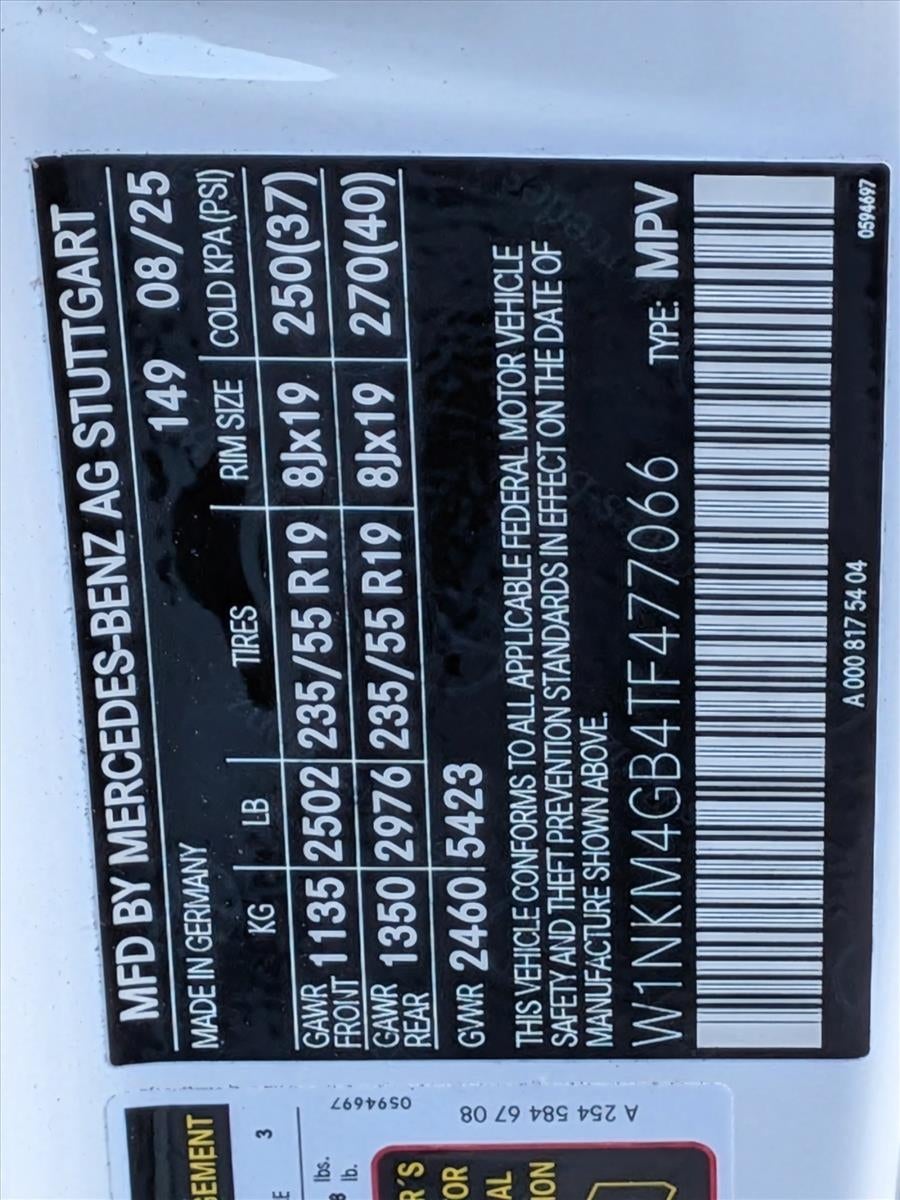 MFD BY MERCEDES-BENZ AG STUTTGART
MADE IN GERMANY 149 08/25
KG LB TIRES RIM SIZE COLD KPA(PSI)
GAWR FRONT 1135 2502 235/55 R19 8Jx19 250(37)
GAWR REAR 1350 2976 235/55 R19 8Jx19 270(40)
GVWR 2460 5423
THIS VEHICLE CONFORMS TO ALL APPLICABLE FEDERAL MOTOR VEHICLE
SAFETY AND THEFT PREVENTION STANDARDS IN EFFECT ON THE DATE OF
MANUFACTURE SHOWN ABOVE.
W1NKM4GB4TF477066 TYPE: MPV
A 000 817 54 04 0594697
0594697
A 254 584 67 08
3
lbs.
lb.